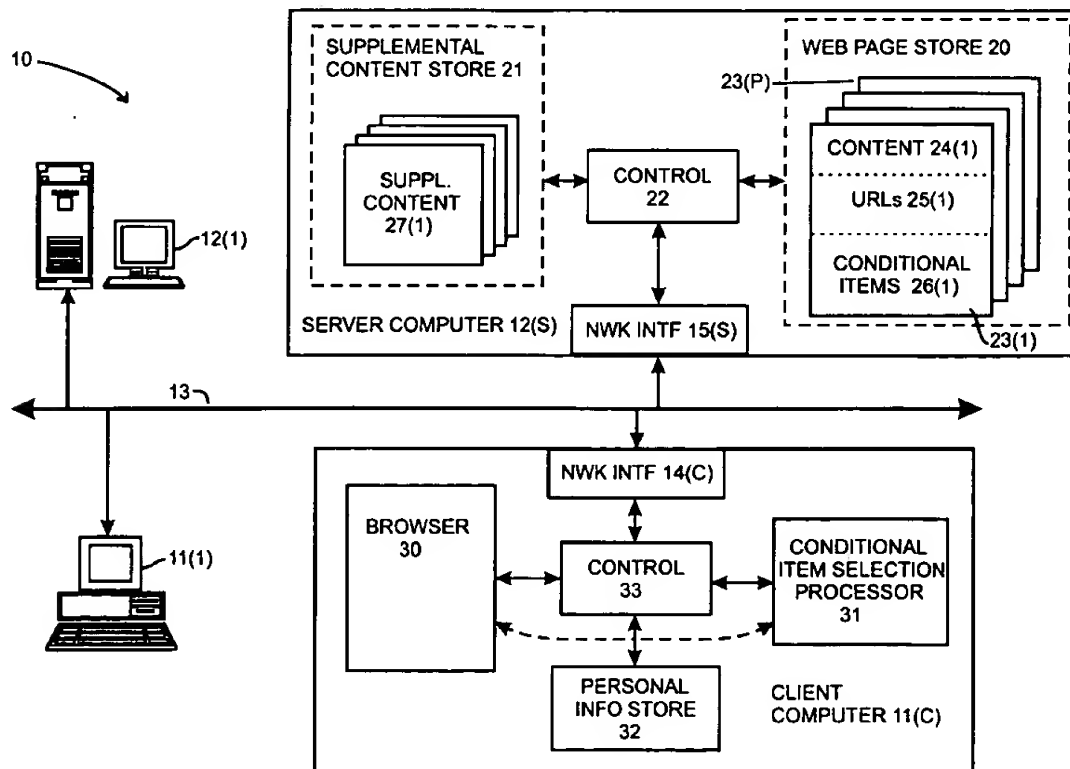 10
12(1)
SUPPLEMENTAL
CONTENT STORE 21
SUPPL.
CONTENT
27(1)
CONTROL
22
WEB PAGE STORE 20
23(P)
CONTENT 24(1)
URLs 25(1)
CONDITIONAL
ITEMS 26(1)
23(1)
SERVER COMPUTER 12(S)
NWK INTF 15(S)
13
11(1)
NWK INTF 14(C)
BROWSER
30
CONTROL
33
CONDITIONAL
ITEM SELECTION
PROCESSOR
31
PERSONAL
INFO STORE
32
CLIENT
COMPUTER 11(C)